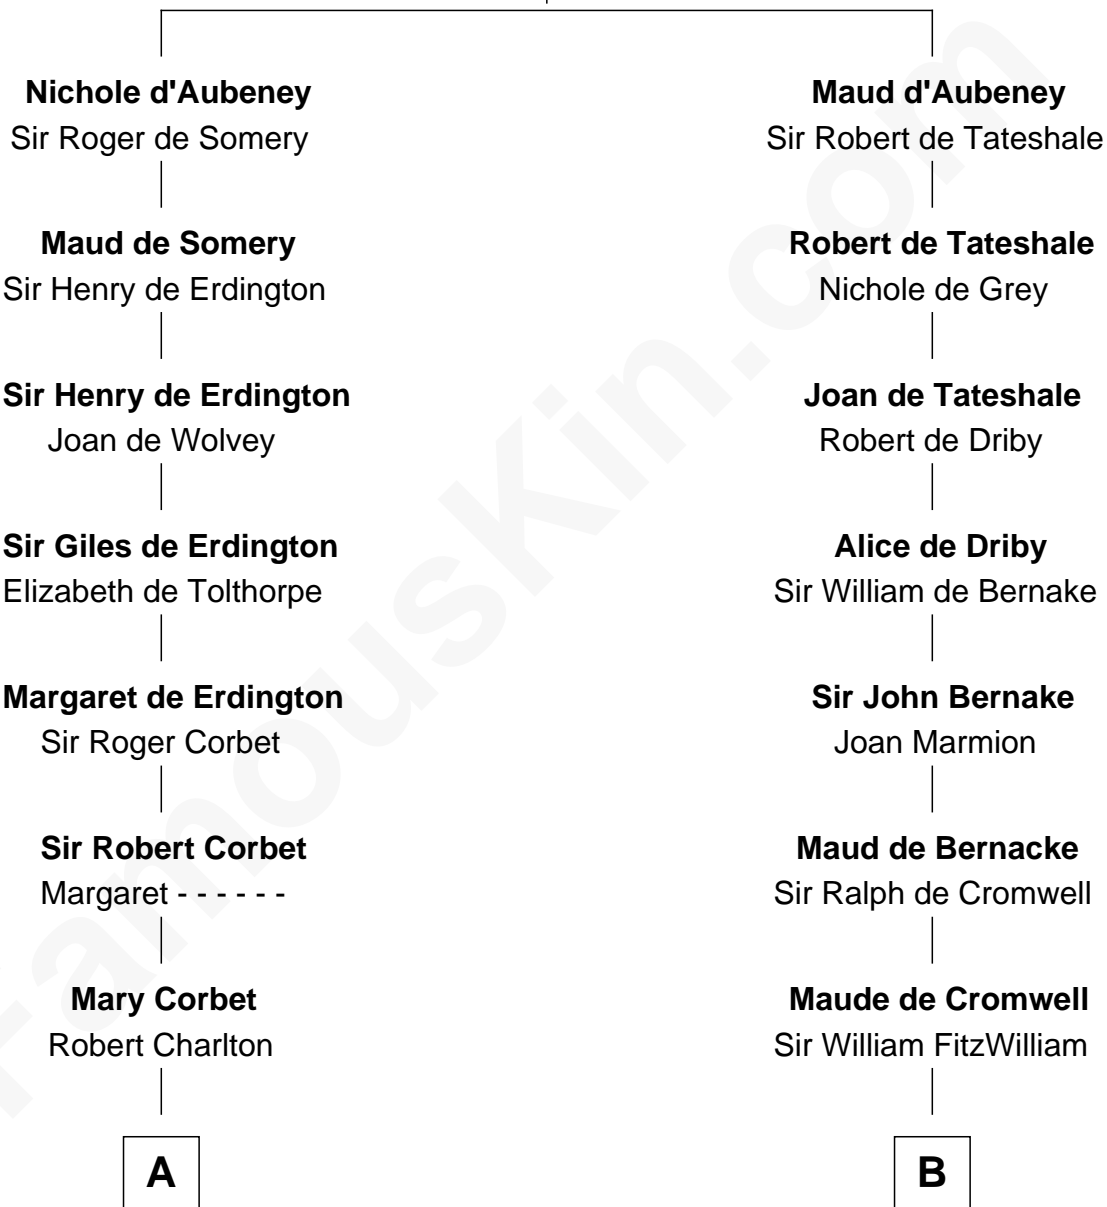 Nichole d'Aubeney
Sir Roger de Somery
Maud de Somery
Sir Henry de Erdington
Sir Henry de Erdington
Joan de Wolvey
Sir Giles de Erdington
Elizabeth de Tolthorpe
Margaret de Erdington
Sir Roger Corbet
Sir Robert Corbet
Margaret - - - - - -
Mary Corbet
Robert Charlton
A
Maud d'Aubeney
Sir Robert de Tateshale
Robert de Tateshale
Nichole de Grey
Joan de Tateshale
Robert de Driby
Alice de Driby
Sir William de Bernake
Sir John Bernake
Joan Marmion
Maud de Bernacke
Sir Ralph de Cromwell
Maude de Cromwell
Sir William FitzWilliam
B
FamousKin.com